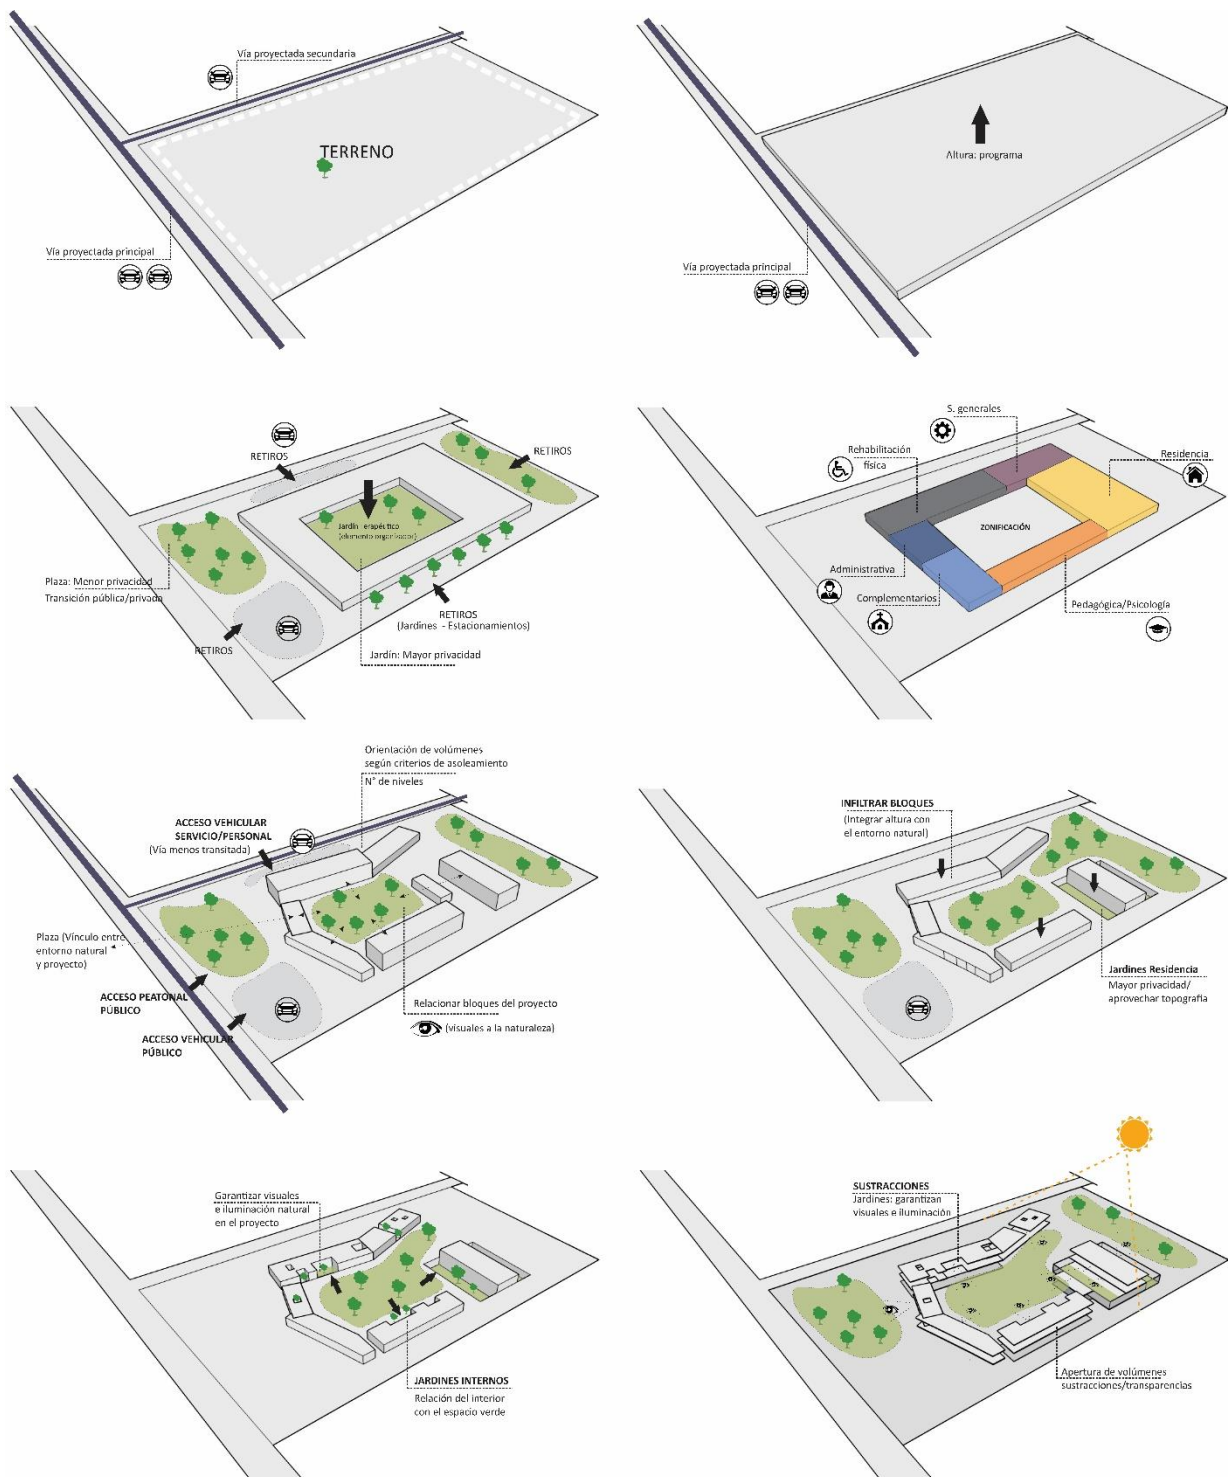 Vía proyectada secundaria
TERRENO
Vía proyectada principal
Altura: programa
Vía proyectada principal
RETIROS
RETIROS
Jardín Terapéutico
(elemento organizador)
Plaza: Menor privacidad
Transición pública/privada
RETIROS
RETIROS
(Jardines - Estacionamientos)
Jardín: Mayor privacidad
S. generales
Rehabilitación
física
Residencia
ZONIFICACIÓN
Administrativa
Complementarios
Pedagógica/Psicología
Orientación de volúmenes
según criterios de asoleamiento
N° de niveles
ACCESO VEHICULAR
SERVICIO/PERSONAL
(Vía menos transitada)
Plaza (Vínculo entre
entorno natural
y proyecto)
ACCESO PEATONAL
PÚBLICO
ACCESO VEHICULAR
PÚBLICO
Relacionar bloques del proyecto
(visuales a la naturaleza)
INFILTRAR BLOQUES
(Integrar altura con
el entorno natural)
Jardines Residencia
Mayor privacidad/
aprovechar topografía
Garantizar visuales
e iluminación natural
en el proyecto
JARDINES INTERNOS
Relación del interior
con el espacio verde
SUSTRACCIONES
Jardines: garantizan
visuales e iluminación
Apertura de volúmenes
sustracciones/transparencias